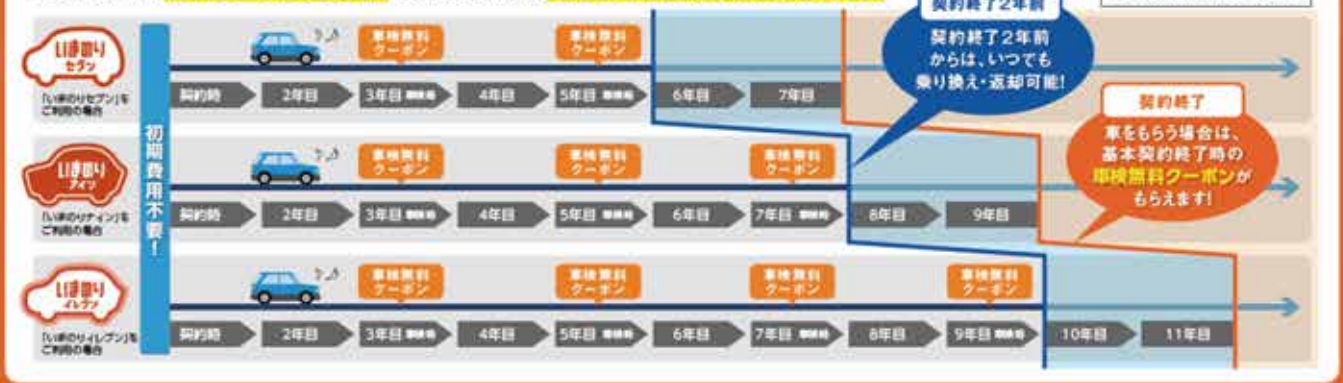 契約終了2年前
契約終了2年前
からは、いつでも
乗り換え・返却可能!
契約終了
車をもらう場合は、
基本契約終了時の
車検無料クーポンが
もらえます!
初期費用不要!
いまのり
セブン
「いまのりセブン」を
ご利用の場合
車検無料
クーポン
車検無料
クーポン
契約時
2年目
3年目
4年目
5年目
6年目
7年目
いまのり
ナイン
「いまのりナイン」を
ご利用の場合
車検無料
クーポン
車検無料
クーポン
車検無料
クーポン
契約時
2年目
3年目
4年目
5年目
6年目
7年目
8年目
9年目
いまのり
イレブン
「いまのりイレブン」を
ご利用の場合
車検無料
クーポン
車検無料
クーポン
車検無料
クーポン
車検無料
クーポン
契約時
2年目
3年目
4年目
5年目
6年目
7年目
8年目
9年目
10年目
11年目